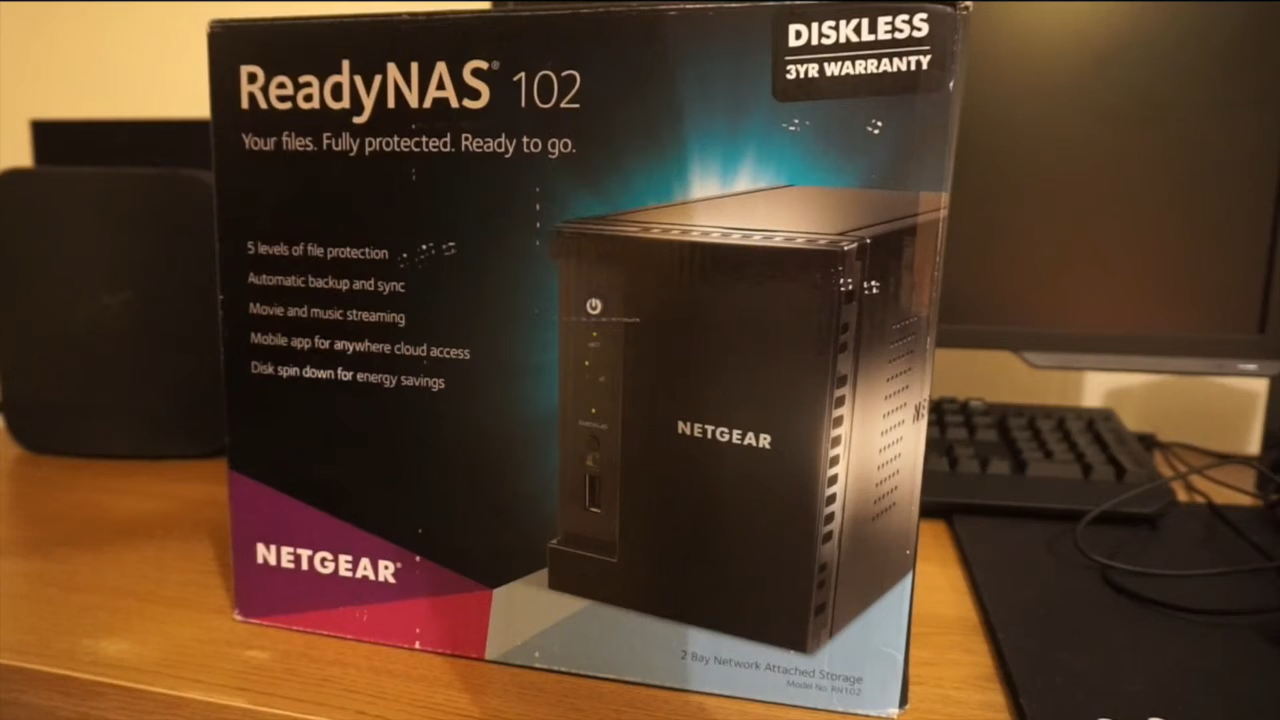 DISKLESS
3YR WARRANTY
ReadyNAS® 102
Your files. Fully protected. Ready to go.
5 levels of file protection
Automatic backup and sync
Movie and music streaming
Mobile app for anywhere cloud access
Disk spin down for energy savings
NETGEAR
NETGEAR®
2 Bay Network Attached Storage
Model No. RN102